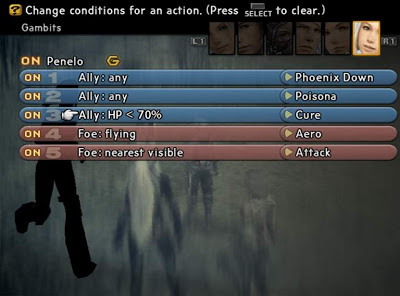 Change conditions for an action. (Press SELECT to clear.)
Gambits
L1 R1
ON Penelo G
ON 1 Ally: any Phoenix Down
ON 2 Ally: any Poisona
ON 3 Ally: HP < 70% Cure
ON 4 Foe: flying Aero
ON 5 Foe: nearest visible Attack